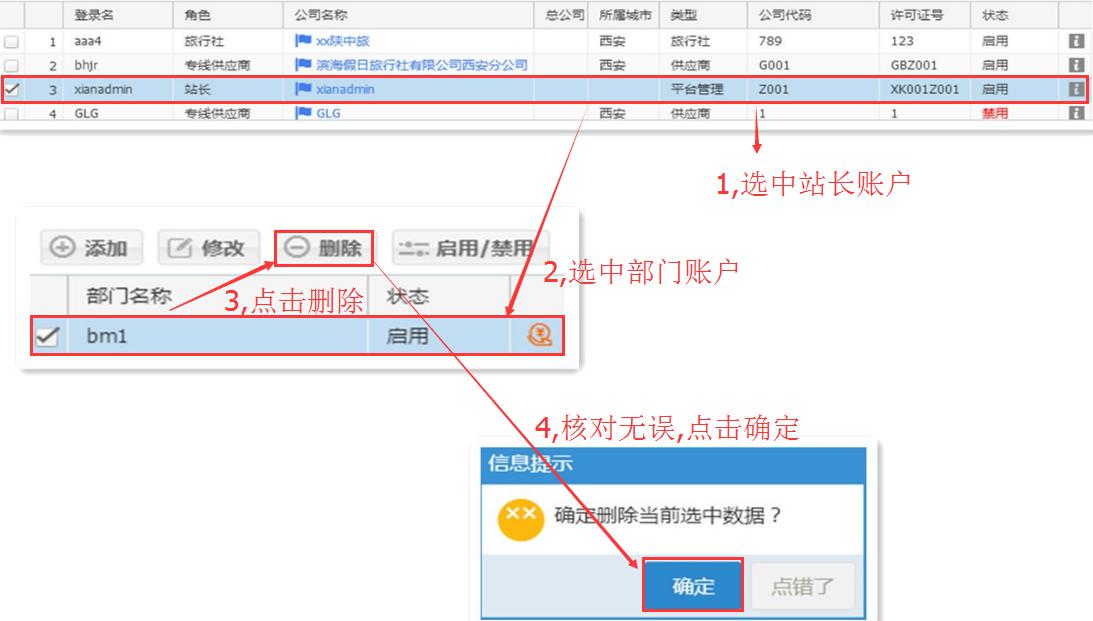 登录名 角色 公司名称 总公司 所属城市 类型 公司代码 许可证号 状态
1 aaa4 旅行社 xx陕中旅 西安 旅行社 789 123 启用
2 bhjr 专线供应商 滨海假日旅行社有限公司西安分公司 西安 供应商 G001 GBZ001 启用
3 xianadmin 站长 xianadmin 平台管理 Z001 XK001Z001 启用
4 GLG 专线供应商 GLG 西安 供应商 1 1 禁用
1,选中站长账户
添加 修改 删除 启用/禁用
2,选中部门账户
部门名称 状态
3,点击删除
bm1 启用
4,核对无误,点击确定
信息提示
确定删除当前选中数据？
确定 点错了